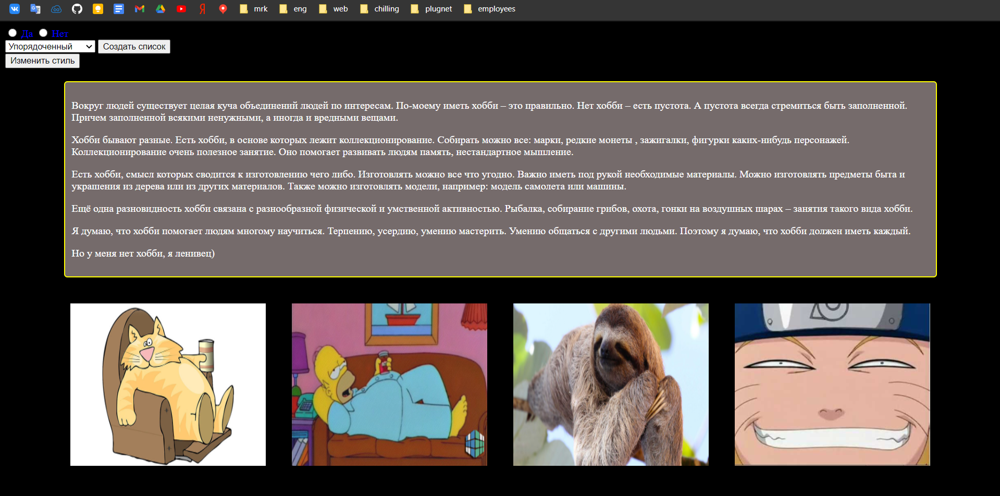 mrk eng web chilling plugnet employees
Да Нет
Упорядоченный Создать список
Изменить стиль
Вокруг людей существует целая куча объединений людей по интересам. По-моему иметь хобби – это правильно. Нет хобби – есть пустота. А пустота всегда стремиться быть заполненной.
Причем заполненной всякими ненужными, а иногда и вредными вещами.
Хобби бывают разные. Есть хобби, в основе которых лежит коллекционирование. Собирать можно все: марки, редкие монеты , зажигалки, фигурки каких-нибудь персонажей.
Коллекционирование очень полезное занятие. Оно помогает развивать людям память, нестандартное мышление.
Есть хобби, смысл которых сводится к изготовлению чего либо. Изготовлять можно все что угодно. Важно иметь под рукой необходимые материалы. Можно изготовлять предметы быта и
украшения из дерева или из других материалов. Также можно изготовлять модели, например: модель самолета или машины.
Ещё одна разновидность хобби связана с разнообразной физической и умственной активностью. Рыбалка, собирание грибов, охота, гонки на воздушных шарах – занятия такого вида хобби.
Я думаю, что хобби помогает людям многому научиться. Терпению, усердию, умению мастерить. Умению общаться с другими людьми. Поэтому я думаю, что хобби должен иметь каждый.
Но у меня нет хобби, я ленивец)